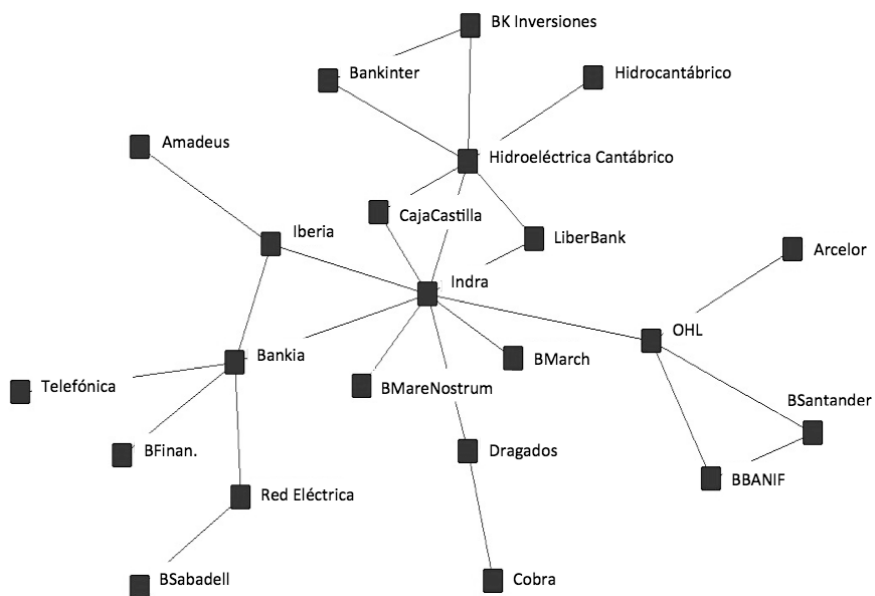 BK Inversiones
Bankinter
Hidrocantábrico
Amadeus
Hidroeléctrica Cantábrico
CajaCastilla
Iberia
LiberBank
Arcelor
Indra
OHL
Bankia
BMarch
Telefónica
BMareNostrum
BSantander
BFinan.
Dragados
BBANIF
Red Eléctrica
BSabadell
Cobra